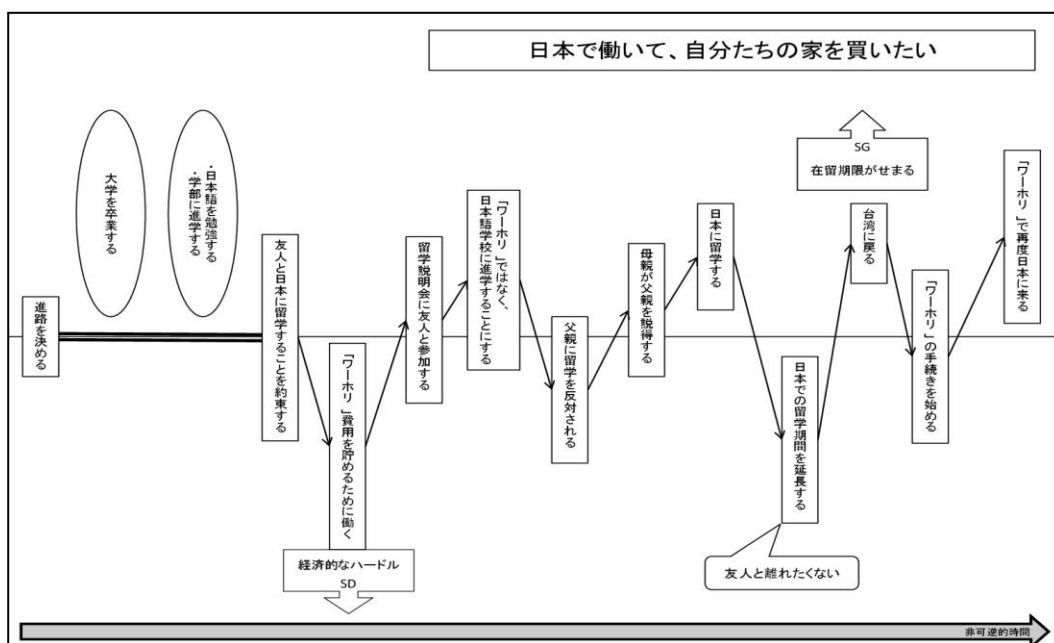 日本で働いて、自分たちの家を買いたい
進路を決める
大学を卒業する
・日本語を勉強する
・学部に進学する
友人と日本に留学することを約束する
「ワーホリ」費用を貯めるために働く
経済的なハードル
SD
留学説明会に友人と参加する
「ワーホリ」ではなく、
日本語学校に進学することにする
父親に留学を反対される
母親が父親を説得する
日本に留学する
日本での留学期間を延長する
友人と離れたくない
SG
在留期限がせまる
台湾に戻る
「ワーホリ」の手続きを始める
「ワーホリ」で再度日本に来る
非可逆的時間